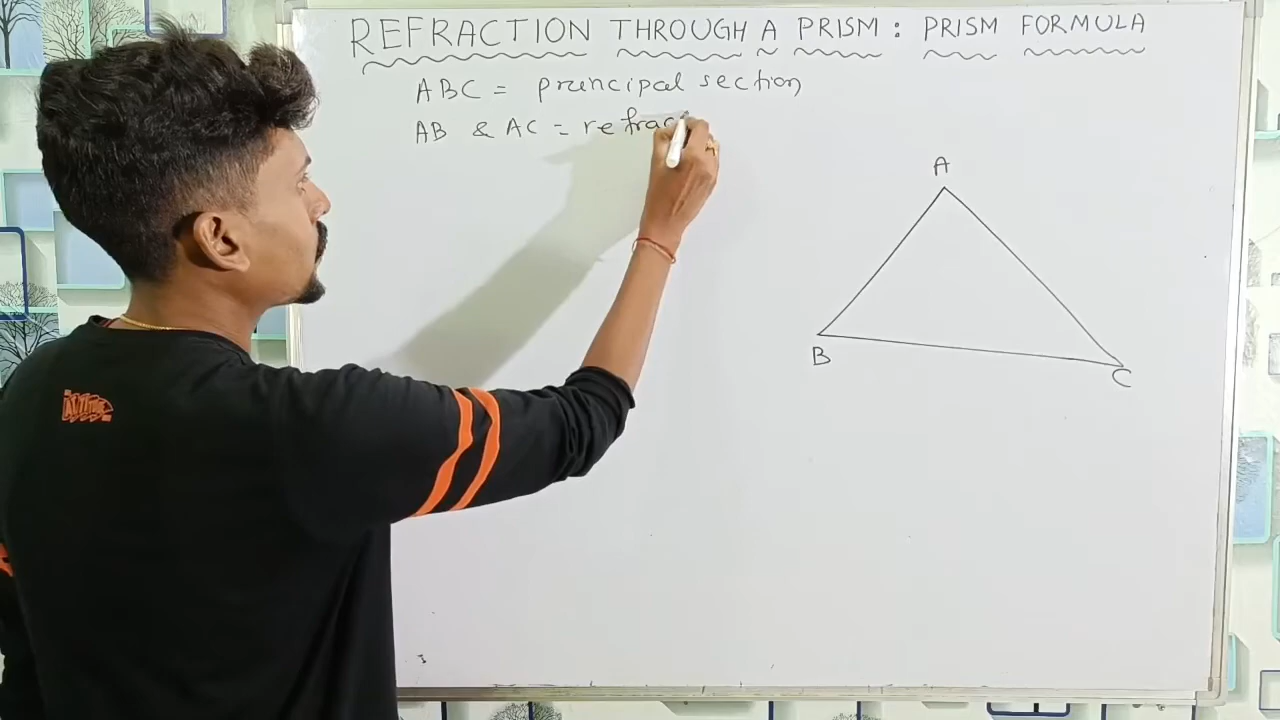 REFRACTION THROUGH A PRISM : PRISM FORMULA
ABC = principal section
AB & AC = refrac
A
B
C